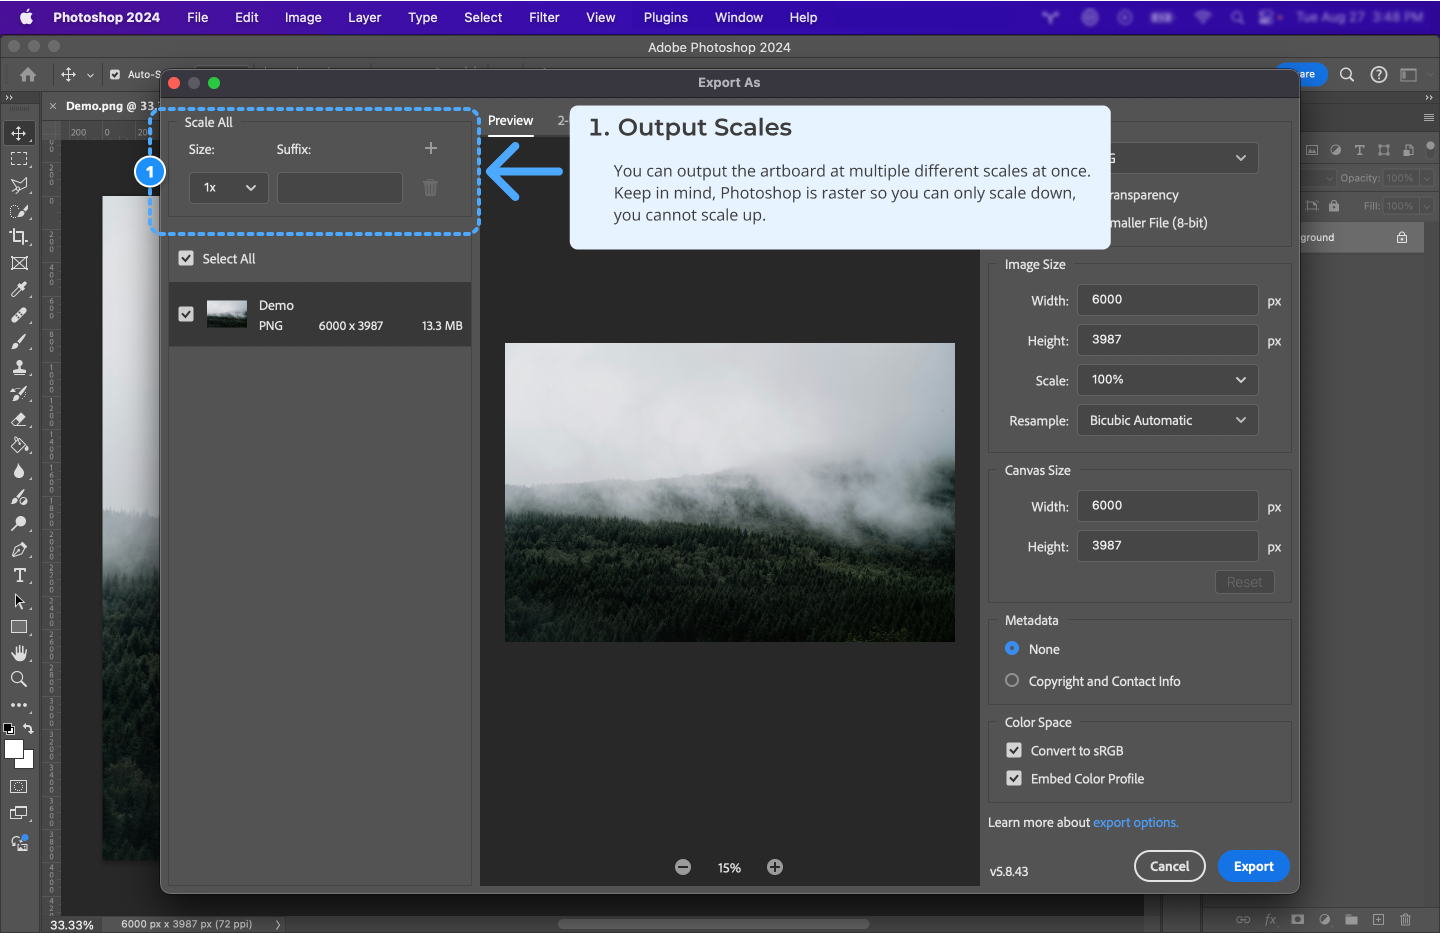 Photoshop 2024 File Edit Image Layer Type Select Filter View Plugins Window Help Tue Aug 27 3:48 PM
Adobe Photoshop 2024
Auto-S
are
Export As
Demo.png @ 33.
Scale All
Size: Suffix:
1x
1
Preview 2-
1. Output Scales
You can output the artboard at multiple different scales at once.
Keep in mind, Photoshop is raster so you can only scale down,
you cannot scale up.
G
ransparency
maller File (8-bit)
Opacity: 100%
Fill: 100%
ground
Select All
Demo
PNG 6000 x 3987 13.3 MB
Image Size
Width: 6000 px
Height: 3987 px
Scale: 100%
Resample: Bicubic Automatic
Canvas Size
Width: 6000 px
Height: 3987 px
Reset
Metadata
None
Copyright and Contact Info
Color Space
Convert to sRGB
Embed Color Profile
Learn more about export options.
15%
v5.8.43
Cancel
Export
33.33% 6000 px x 3987 px (72 ppi)